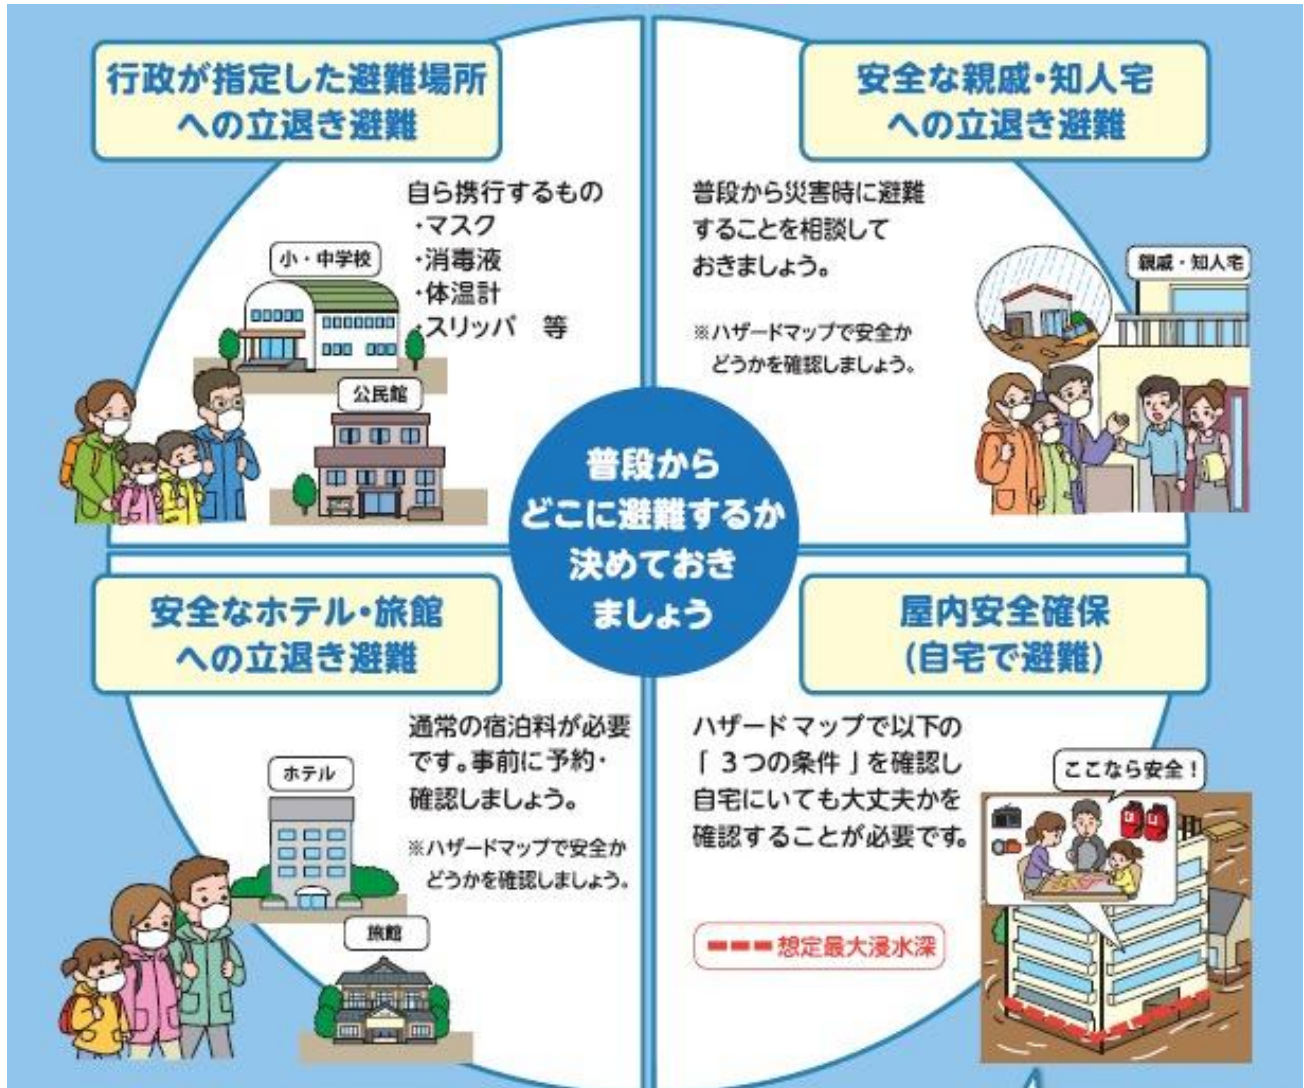 行政が指定した避難場所
への立退き避難
自ら携行するもの
・マスク
・消毒液
・体温計
・スリッパ 等
小・中学校
公民館
安全な親戚・知人宅
への立退き避難
普段から災害時に避難
することを相談して
おきましょう。
※ハザードマップで安全か
どうかを確認しましょう。
親戚・知人宅
普段から
どこに避難するか
決めておき
ましょう
安全なホテル・旅館
への立退き避難
通常の宿泊料が必要
です。事前に予約・
確認しましょう。
※ハザードマップで安全か
どうかを確認しましょう。
ホテル
旅館
屋内安全確保
(自宅で避難)
ハザードマップで以下の
「3つの条件」を確認し
自宅にいても大丈夫かを
確認することが必要です。
想定最大浸水深
ここなら安全!